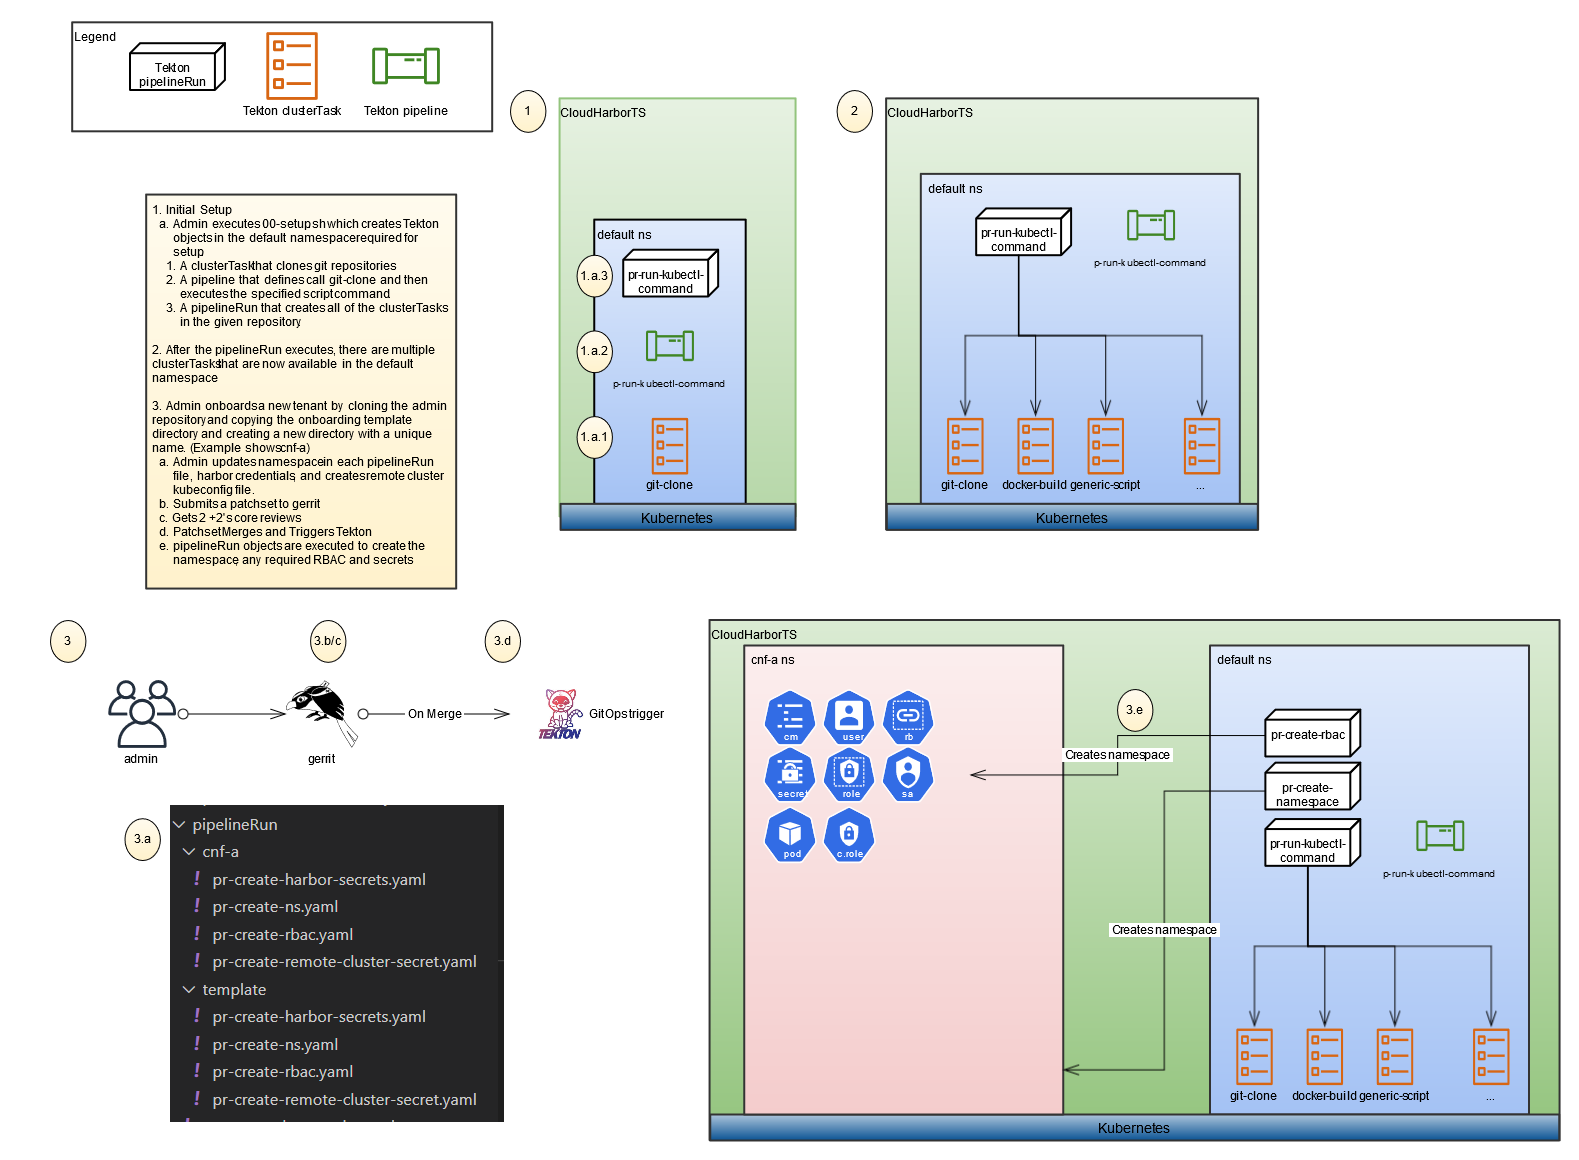 Legend
Tekton
pipelineRun
Tekton clusterTask
Tekton pipeline
1. Initial Setup
a. Admin executes 00-setup.sh which creates Tekton
objects in the default namespace required for
setup
1. A clusterTask that clones git repositories
2. A pipeline that defines call git-clone and then
executes the specified script command.
3. A pipelineRun that creates all of the clusterTasks
in the given repository
2. After the pipelineRun executes, there are multiple
clusterTasks that are now available in the default
namespace
3. Admin onboards a new tenant by cloning the admin
repository and copying the onboarding template
directory and creating a new directory with a unique
name. (Example shows cnf-a)
a. Admin updates namespace in each pipelineRun
file, harbor credentials, and creates remote cluster
kubeconfig file.
b. Submits a patchset to gerrit
c. Gets 2 +2's core reviews
d. Patchset Merges and Triggers Tekton
e. pipelineRun objects are executed to create the
namespace, any required RBAC and secrets
1
CloudHarborTS
default ns
1.a.3
pr-run-kubectl-
command
1.a.2
p-run-kubectl-command
1.a.1
git-clone
Kubernetes
2
CloudHarborTS
default ns
pr-run-kubectl-
command
p-run-kubectl-command
git-clone
docker-build
generic-script
...
Kubernetes
3
3.b/c
3.d
admin
gerrit
On Merge
TEKTON
GitOps trigger
3.a
pipelineRun
cnf-a
! pr-create-harbor-secrets.yaml
! pr-create-ns.yaml
! pr-create-rbac.yaml
! pr-create-remote-cluster-secret.yaml
template
! pr-create-harbor-secrets.yaml
! pr-create-ns.yaml
! pr-create-rbac.yaml
! pr-create-remote-cluster-secret.yaml
CloudHarborTS
cnf-a ns
cm
user
rb
secret
role
sa
pod
c.role
3.e
Creates namespace
Creates namespace
default ns
pr-create-rbac
pr-create-
namespace
pr-run-kubectl-
command
p-run-kubectl-command
git-clone
docker-build
generic-script
...
Kubernetes